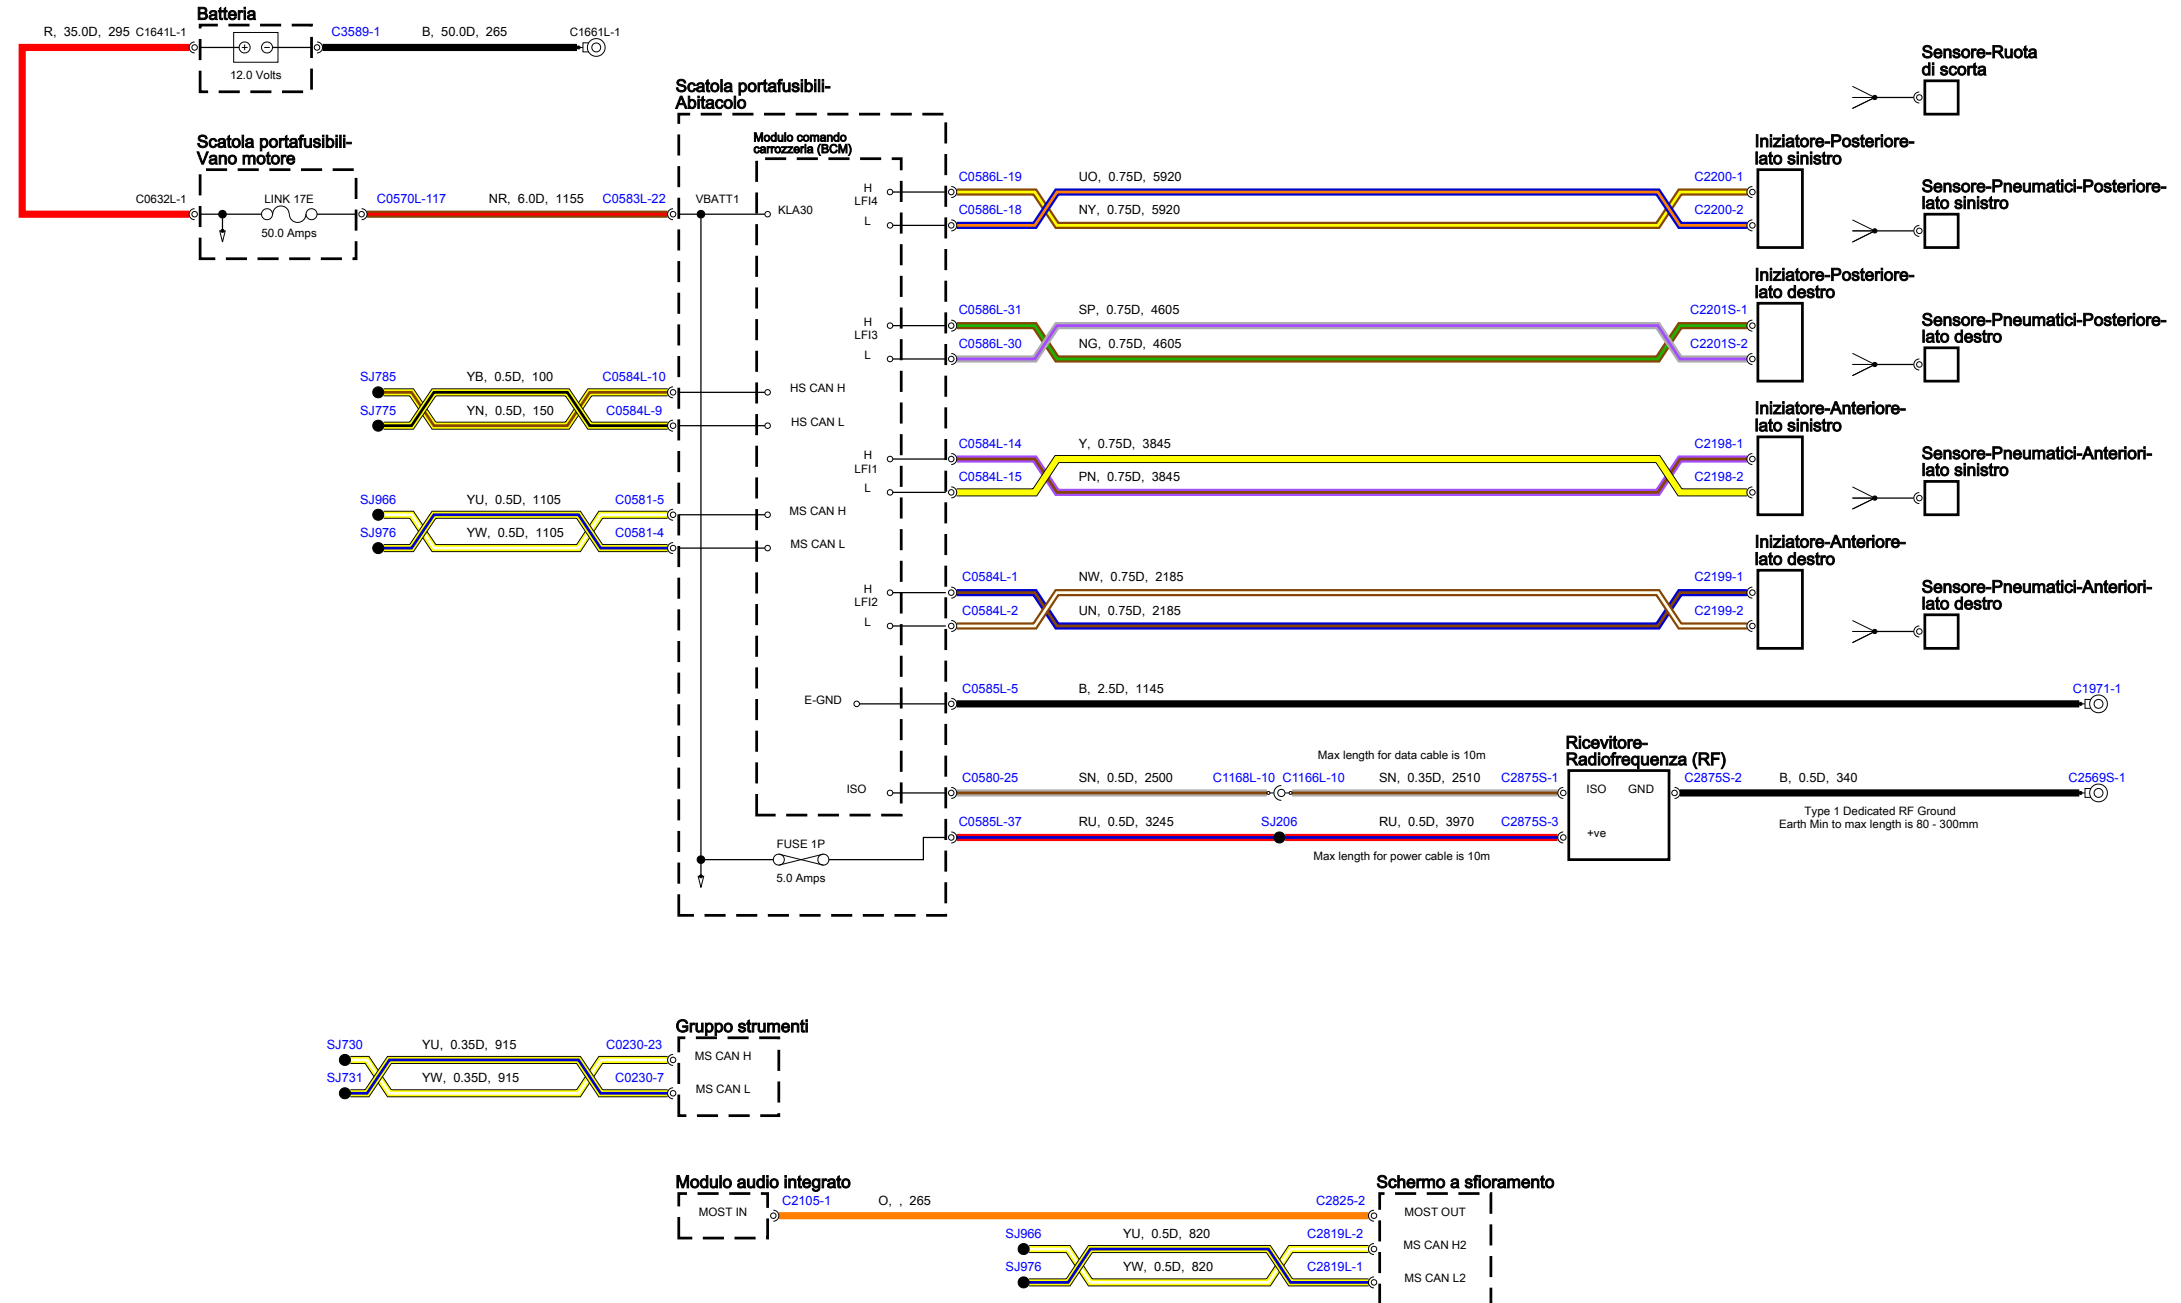 Batteria
R, 35.0D, 295 C1641L-1
C3589-1
B, 50.0D, 265
C1661L-1
12.0 Volts
Scatola portafusibili-
Vano motore
C0632L-1
LINK 17E
50.0 Amps
C0570L-117
NR, 6.0D, 1155
C0583L-22
Scatola portafusibili-
Abitacolo
Modulo comando
carrozzeria (BCM)
VBATT1
KLA30
H
LFI4
L
C0586L-19
UO, 0.75D, 5920
C2200-1
C0586L-18
NY, 0.75D, 5920
C2200-2
Sensore-Ruota
di scorta
Iniziatore-Posteriore-
lato sinistro
Sensore-Pneumatici-Posteriore-
lato sinistro
Iniziatore-Posteriore-
lato destro
H
LFI3
L
C0586L-31
SP, 0.75D, 4605
C2201S-1
C0586L-30
NG, 0.75D, 4605
C2201S-2
Sensore-Pneumatici-Posteriore-
lato destro
SJ785
YB, 0.5D, 100
C0584L-10
HS CAN H
SJ775
YN, 0.5D, 150
C0584L-9
HS CAN L
Iniziatore-Anteriore-
lato sinistro
H
LFI1
L
C0584L-14
Y, 0.75D, 3845
C2198-1
C0584L-15
PN, 0.75D, 3845
C2198-2
Sensore-Pneumatici-Anteriori-
lato sinistro
SJ966
YU, 0.5D, 1105
C0581-5
MS CAN H
SJ976
YW, 0.5D, 1105
C0581-4
MS CAN L
Iniziatore-Anteriore-
lato destro
H
LFI2
L
C0584L-1
NW, 0.75D, 2185
C2199-1
C0584L-2
UN, 0.75D, 2185
C2199-2
Sensore-Pneumatici-Anteriori-
lato destro
E-GND
C0585L-5
B, 2.5D, 1145
C1971-1
Ricevitore-
Radiofrequenza (RF)
Max length for data cable is 10m
ISO
C0580-25
SN, 0.5D, 2500
C1168L-10 C1166L-10
SN, 0.35D, 2510
C2875S-1
ISO
GND
C2875S-2
B, 0.5D, 340
C2569S-1
Type 1 Dedicated RF Ground
Earth Min to max length is 80 - 300mm
C0585L-37
RU, 0.5D, 3245
SJ206
RU, 0.5D, 3970
C2875S-3
+ve
Max length for power cable is 10m
FUSE 1P
5.0 Amps
Gruppo strumenti
SJ730
YU, 0.35D, 915
C0230-23
MS CAN H
SJ731
YW, 0.35D, 915
C0230-7
MS CAN L
Modulo audio integrato
Schermo a sfioramento
MOST IN
C2105-1
O, , 265
C2825-2
MOST OUT
SJ966
YU, 0.5D, 820
C2819L-2
MS CAN H2
SJ976
YW, 0.5D, 820
C2819L-1
MS CAN L2